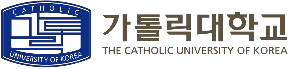 CATHOLIC
UNIVERSITY OF KOREA
가톨릭대학교
THE CATHOLIC UNIVERSITY OF KOREA